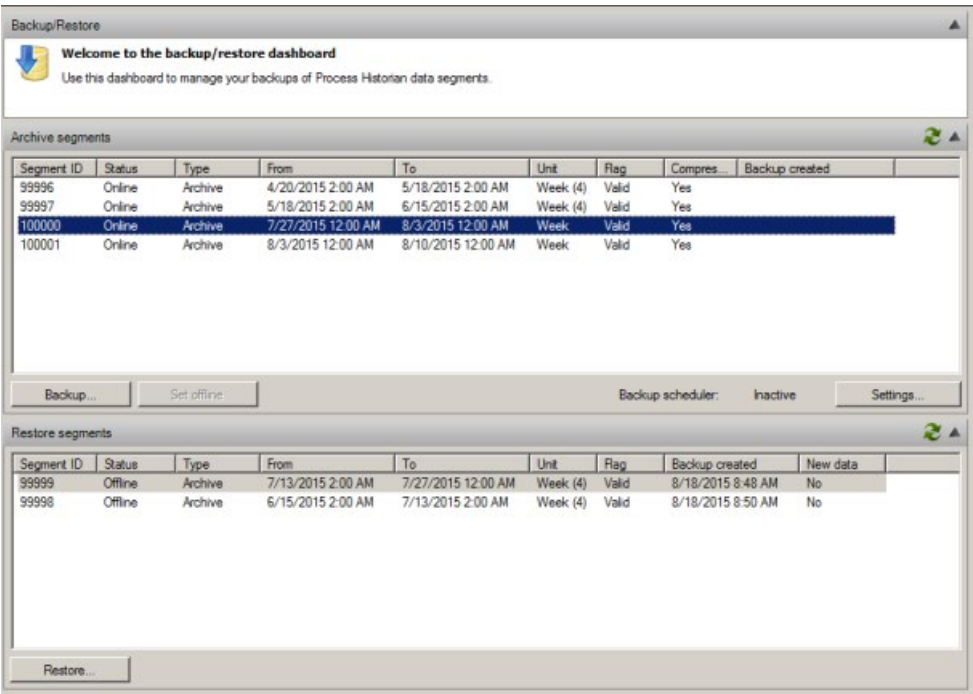 Backup/Restore
Welcome to the backup/restore dashboard
Use this dashboard to manage your backups of Process Historian data segments.
Archive segments
Segment ID Status Type From To Unit Flag Compres... Backup created
99996 Online Archive 4/20/2015 2:00 AM 5/18/2015 2:00 AM Week (4) Valid Yes
99997 Online Archive 5/18/2015 2:00 AM 6/15/2015 2:00 AM Week (4) Valid Yes
100000 Online Archive 7/27/2015 12:00 AM 8/3/2015 12:00 AM Week Valid Yes
100001 Online Archive 8/3/2015 12:00 AM 8/10/2015 12:00 AM Week Valid Yes
Backup... Set offline Backup scheduler: Inactive Settings...
Restore segments
Segment ID Status Type From To Unit Flag Backup created New data
99999 Offline Archive 7/13/2015 2:00 AM 7/27/2015 12:00 AM Week (4) Valid 8/18/2015 8:48 AM No
99998 Offline Archive 6/15/2015 2:00 AM 7/13/2015 2:00 AM Week (4) Valid 8/18/2015 8:50 AM No
Restore...